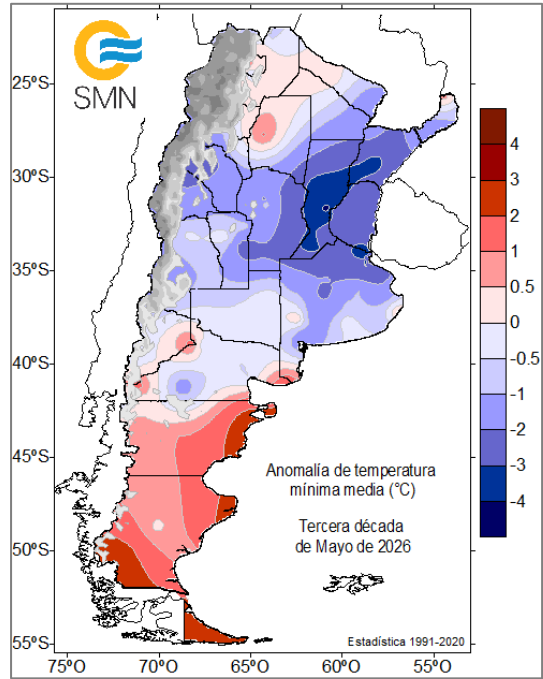 SMN
25°S
30°S
35°S
40°S
45°S
50°S
55°S
75°O
70°O
65°O
60°O
55°O
4
3
2
1
0.5
0
-0.5
-1
-2
-3
-4
Anomalía de temperatura
mínima media (°C)
Tercera década
de Mayo de 2026
Estadística 1991-2020